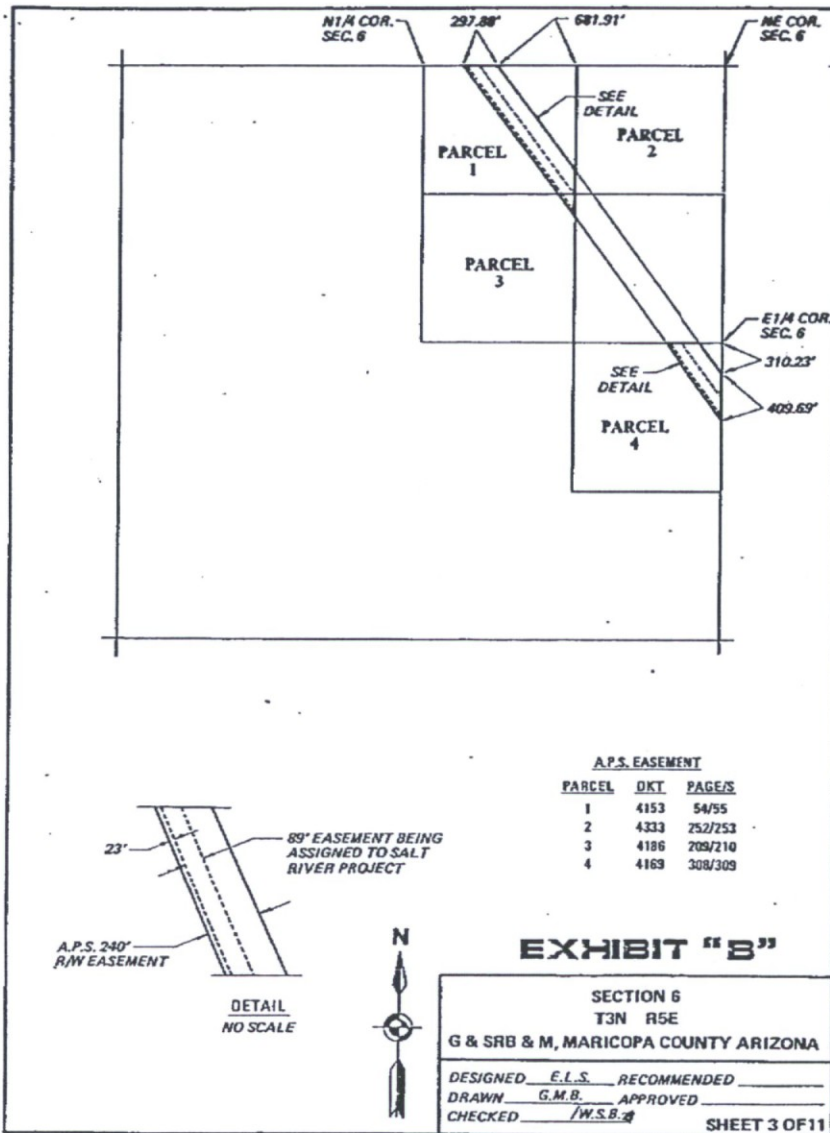 N1/4 COR.
SEC. 6
297.88'
681.91'
NE COR.
SEC. 6
SEE
DETAIL
PARCEL
1
PARCEL
2
PARCEL
3
E1/4 COR.
SEC. 6
310.23'
SEE
DETAIL
409.69'
PARCEL
4
A.P.S. EASEMENT
PARCEL DKT PAGE/S
1 4153 54/55
2 4333 252/253
3 4186 209/210
4 4169 308/309
23'
89' EASEMENT BEING
ASSIGNED TO SALT
RIVER PROJECT
A.P.S. 240'
R/W EASEMENT
DETAIL
NO SCALE
N
EXHIBIT "B"
SECTION 6
T3N R5E
G & SRB & M, MARICOPA COUNTY ARIZONA
DESIGNED E.L.S. RECOMMENDED
DRAWN G.M.B. APPROVED
CHECKED /W.S.B.
SHEET 3 OF 11